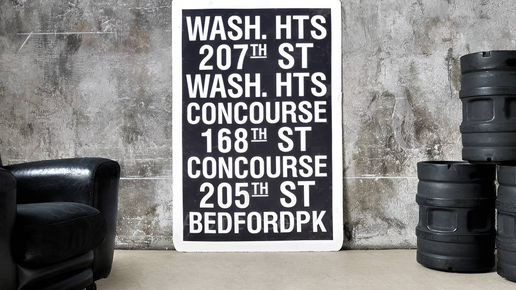 WASH. HTS
207TH ST
WASH. HTS
CONCOURSE
168TH ST
CONCOURSE
205TH ST
BEDFORDPK